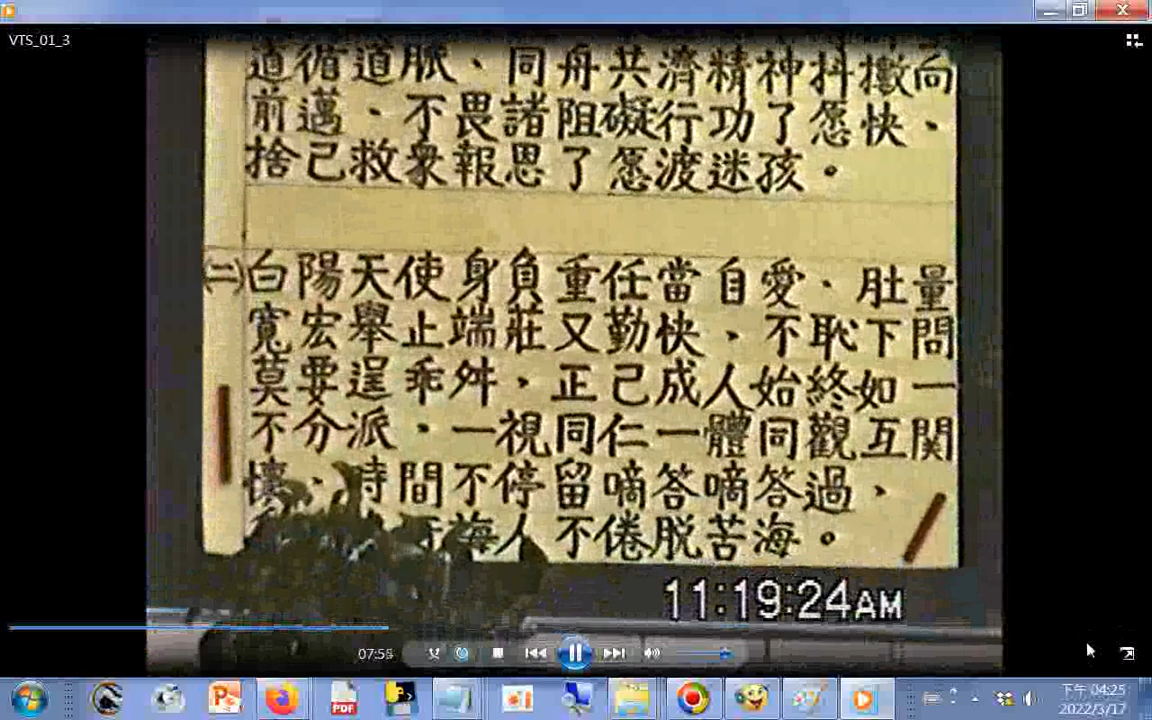 VTS_01_3
道循道脈、同舟共濟精神抖擻向
前邁、不畏諸阻礙行功了愿快、
捨己救衆報恩了愿渡迷孩。
㈡白陽天使身負重任當自愛、肚量
寬宏舉止端莊又勤快、不恥下問
莫要逞乖舛,正己成人始終如一
不分派,一視同仁一體同觀互関
懷、時間不停留嘀答嘀答過、
誨人不倦脱苦海。
11:19:24AM
07:55
下午 04:25
2022/3/17